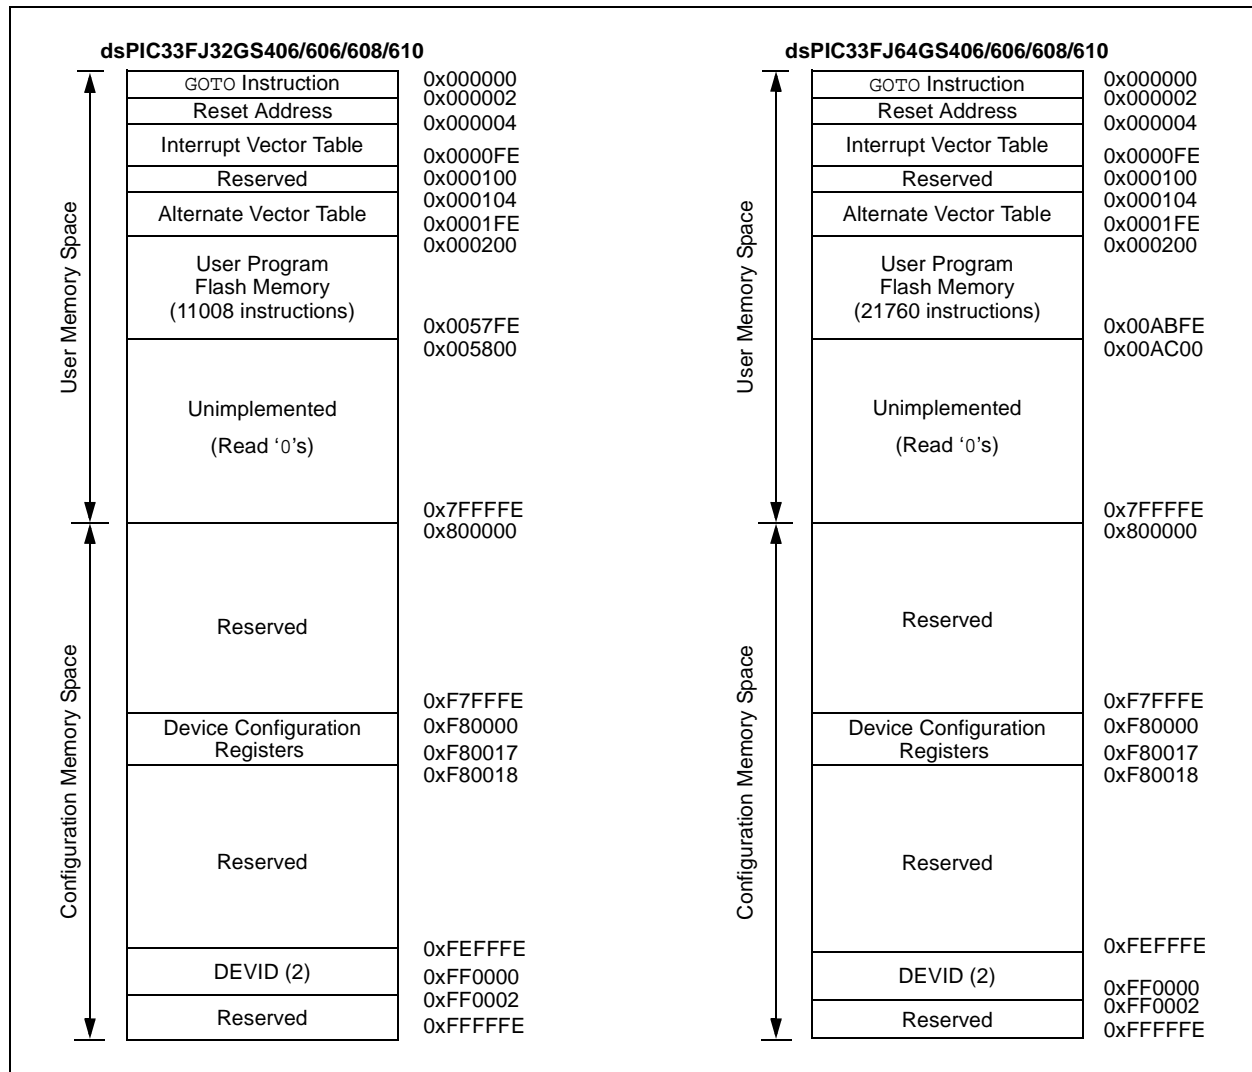 dsPIC33FJ32GS406/606/608/610
User Memory Space
GOTO Instruction
0x000000
0x000002
Reset Address
0x000004
Interrupt Vector Table
0x0000FE
Reserved
0x000100
0x000104
Alternate Vector Table
0x0001FE
0x000200
User Program
Flash Memory
(11008 instructions)
0x0057FE
0x005800
Unimplemented
(Read ‘0’s)
0x7FFFFE
Configuration Memory Space
0x800000
Reserved
0xF7FFFE
Device Configuration
Registers
0xF80000
0xF80017
0xF80018
Reserved
0xFEFFFE
DEVID (2)
0xFF0000
0xFF0002
Reserved
0xFFFFFE
dsPIC33FJ64GS406/606/608/610
User Memory Space
GOTO Instruction
0x000000
0x000002
Reset Address
0x000004
Interrupt Vector Table
0x0000FE
Reserved
0x000100
0x000104
Alternate Vector Table
0x0001FE
0x000200
User Program
Flash Memory
(21760 instructions)
0x00ABFE
0x00AC00
Unimplemented
(Read ‘0’s)
0x7FFFFE
Configuration Memory Space
0x800000
Reserved
0xF7FFFE
Device Configuration
Registers
0xF80000
0xF80017
0xF80018
Reserved
0xFEFFFE
DEVID (2)
0xFF0000
0xFF0002
Reserved
0xFFFFFE